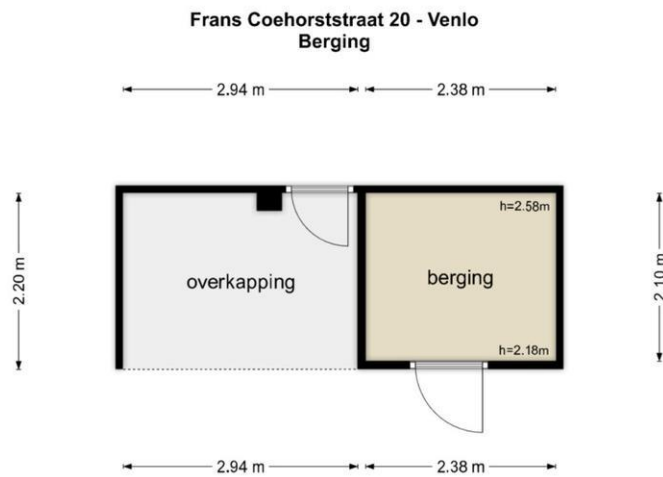 Frans Coehorststraat 20 - Venlo
Berging
2.94 m 2.38 m
h=2.58m
2.20 m overkapping berging 2.10 m
h=2.18m
2.94 m 2.38 m